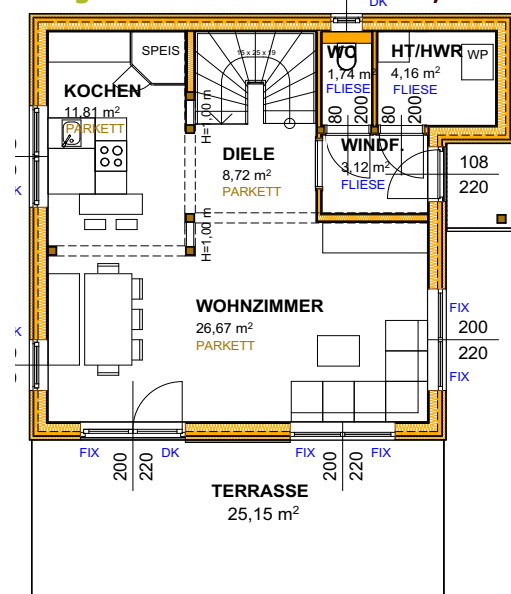 DK
SPEIS
15 x 25 x 19
WC
1,74 m²
FLIESE
HT/HWR
4,16 m²
FLIESE
WP
KOCHEN
11,81 m²
PARKETT
H=1,00 m
80
200
80
200
DIELE
8,72 m²
PARKETT
WINDF.
3,12 m²
FLIESE
108
220
K
H=1,00 m
WOHNZIMMER
26,67 m²
PARKETT
FIX
200
220
FIX
K
FIX
200
220
DK
FIX
200
220
FIX
TERRASSE
25,15 m²